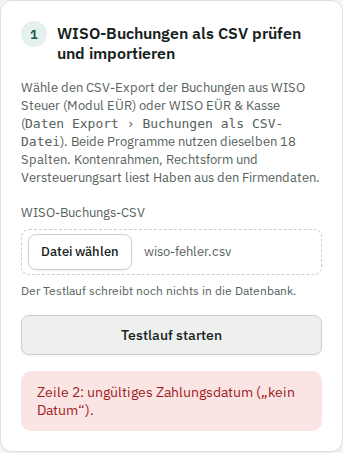 1
WISO-Buchungen als CSV prüfen
und importieren
Wähle den CSV-Export der Buchungen aus WISO
Steuer (Modul EÜR) oder WISO EÜR & Kasse
(Daten Export › Buchungen als CSV-
Datei). Beide Programme nutzen dieselben 18
Spalten. Kontenrahmen, Rechtsform und
Versteuerungsart liest Haben aus den Firmendaten.
WISO-Buchungs-CSV
Datei wählen wiso-fehler.csv
Der Testlauf schreibt noch nichts in die Datenbank.
Testlauf starten
Zeile 2: ungültiges Zahlungsdatum („kein
Datum“).